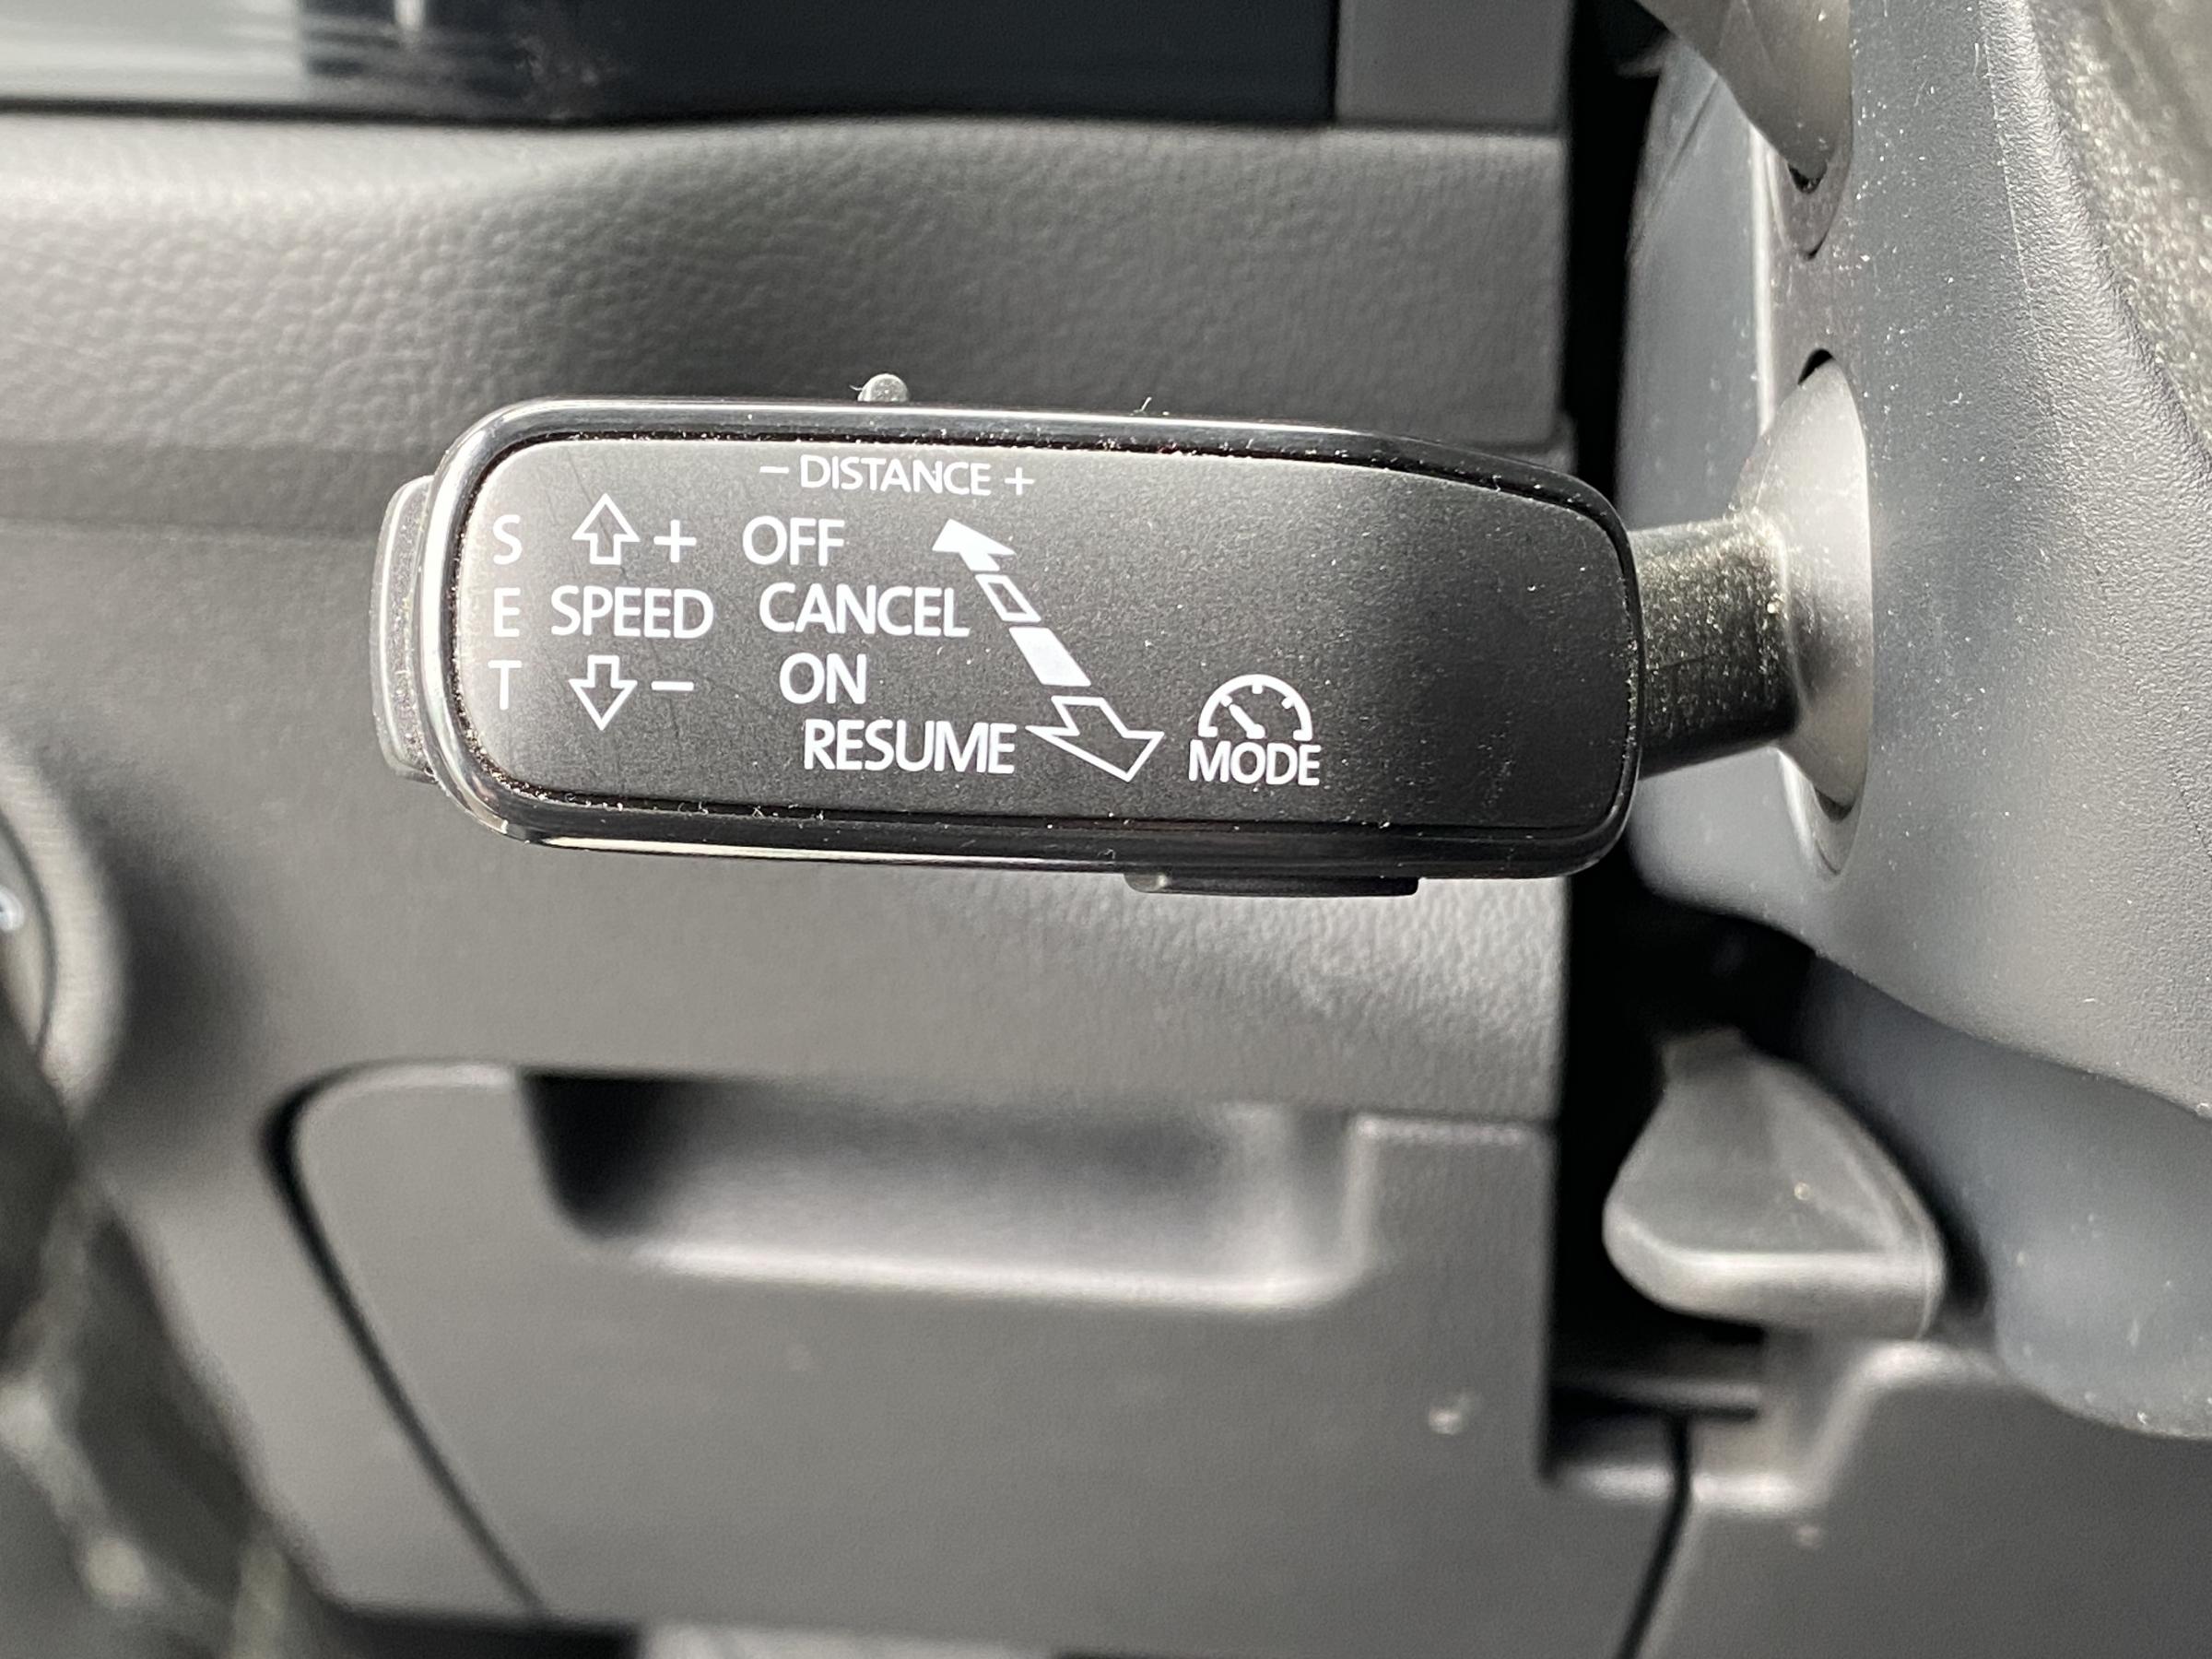 − DISTANCE +
S + OFF
E SPEED CANCEL
T − ON
RESUME
MODE